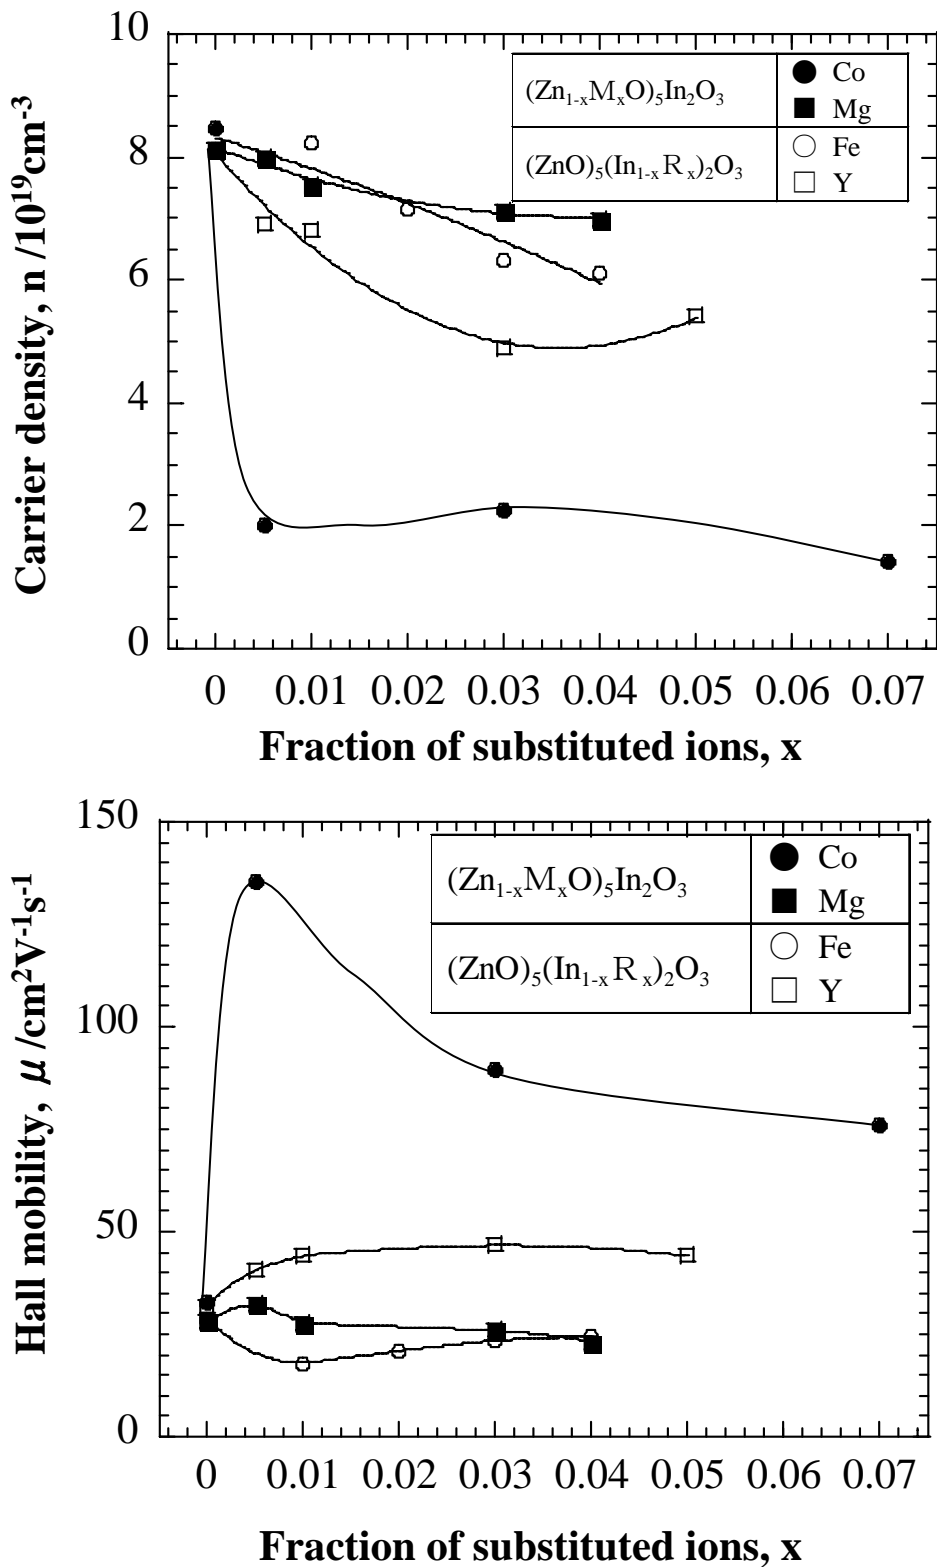 10
8
6
4
2
0
Carrier density, n /10¹⁹cm⁻³
(Zn₁₋ₓMₓO)₅In₂O₃
Co
Mg
(ZnO)₅(In₁₋ₓRₓ)₂O₃
Fe
Y
0 0.01 0.02 0.03 0.04 0.05 0.06 0.07
Fraction of substituted ions, x
150
100
50
0
Hall mobility, μ /cm²V⁻¹s⁻¹
(Zn₁₋ₓMₓO)₅In₂O₃
Co
Mg
(ZnO)₅(In₁₋ₓRₓ)₂O₃
Fe
Y
0 0.01 0.02 0.03 0.04 0.05 0.06 0.07
Fraction of substituted ions, x